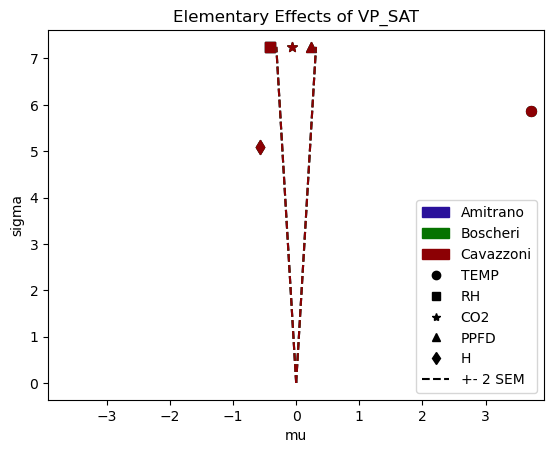 Elementary Effects of VP_SAT
7
6
5
4
3
2
1
0
sigma
−3
−2
−1
0
1
2
3
mu
Amitrano
Boscheri
Cavazzoni
TEMP
RH
CO2
PPFD
H
+- 2 SEM